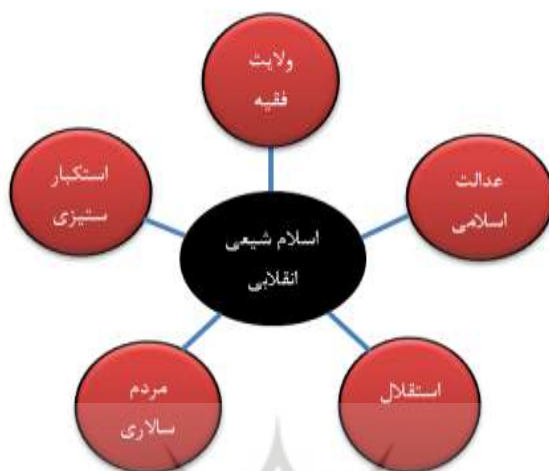 ولایت
فقیه
عدالت
اسلامی
استکبار
ستیزی
اسلام شیعی
انقلابی
استقلال
مردم
سالاری